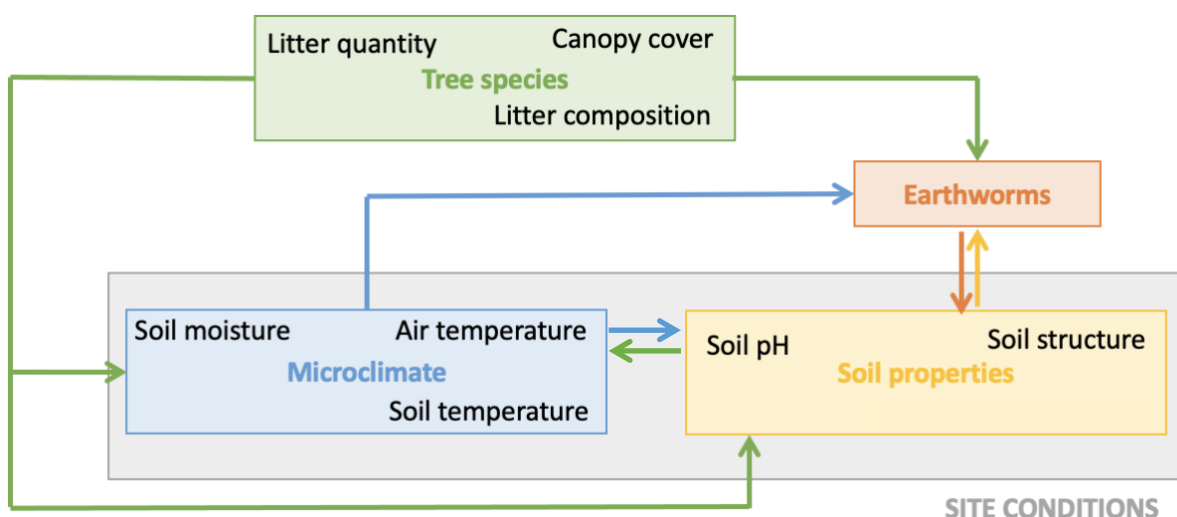 Litter quantity
Canopy cover
Tree species
Litter composition
Earthworms
Soil moisture
Air temperature
Microclimate
Soil temperature
Soil pH
Soil structure
Soil properties
SITE CONDITIONS